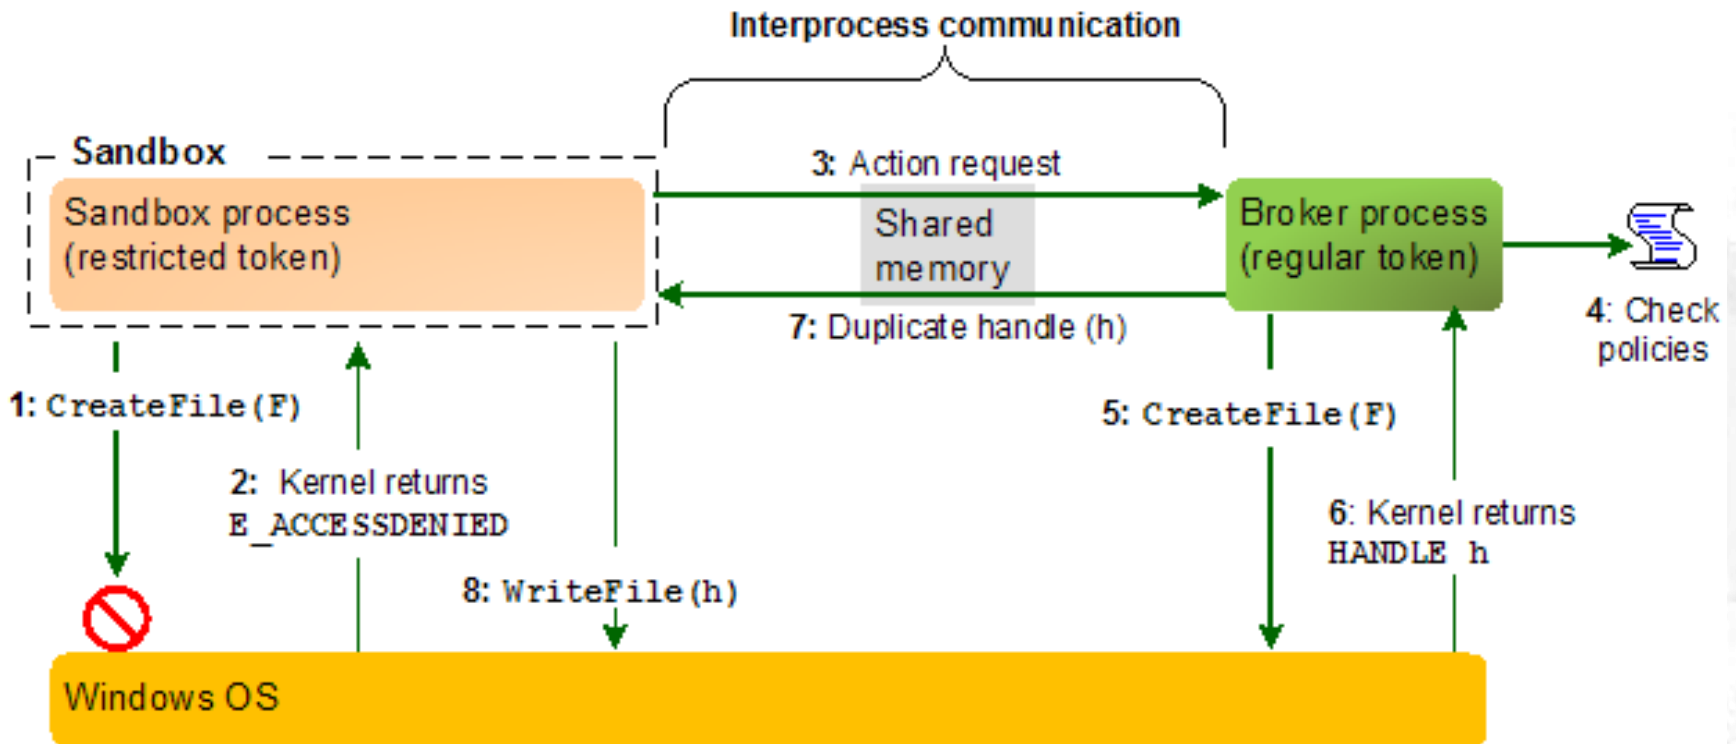 Interprocess communication
Sandbox
3: Action request
Sandbox process
(restricted token)
Shared
memory
Broker process
(regular token)
7: Duplicate handle (h)
4: Check
policies
1: CreateFile(F)
5: CreateFile(F)
2: Kernel returns
E_ACCESSDENIED
6: Kernel returns
HANDLE h
8: WriteFile(h)
Windows OS